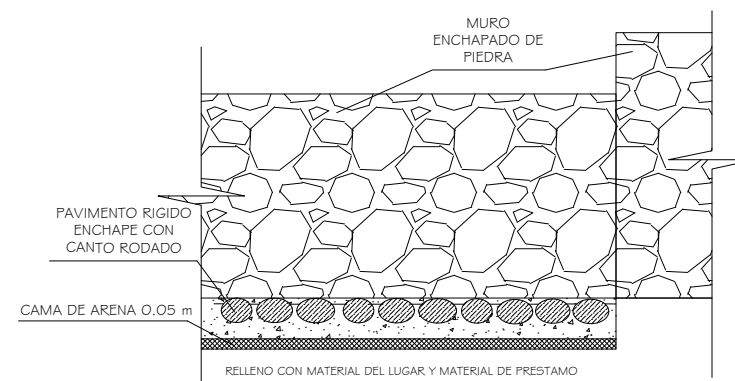 MURO
ENCHAPADO DE
PIEDRA
PAVIMENTO RIGIDO
ENCHAPE CON
CANTO RODADO
CAMA DE ARENA 0.05 m
RELLENO CON MATERIAL DEL LUGAR Y MATERIAL DE PRESTAMO